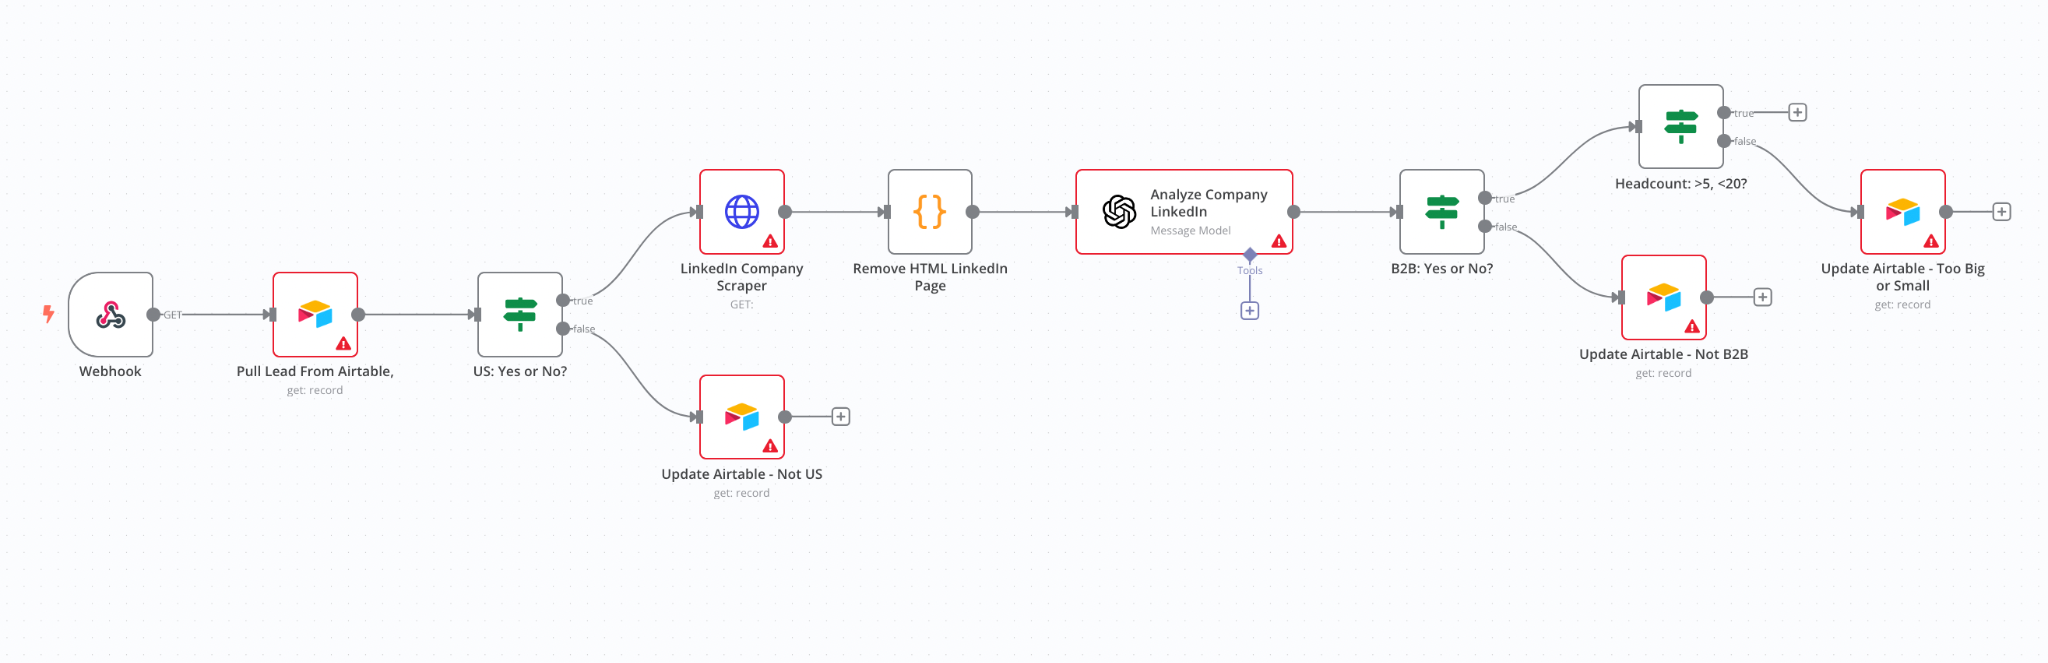 GET
Webhook
Pull Lead From Airtable,
get: record
true
false
US: Yes or No?
LinkedIn Company
Scraper
GET:
Update Airtable - Not US
get: record
Remove HTML LinkedIn
Page
Analyze Company
LinkedIn
Message Model
Tools
true
false
B2B: Yes or No?
true
false
Headcount: >5, <20?
Update Airtable - Not B2B
get: record
Update Airtable - Too Big
or Small
get: record